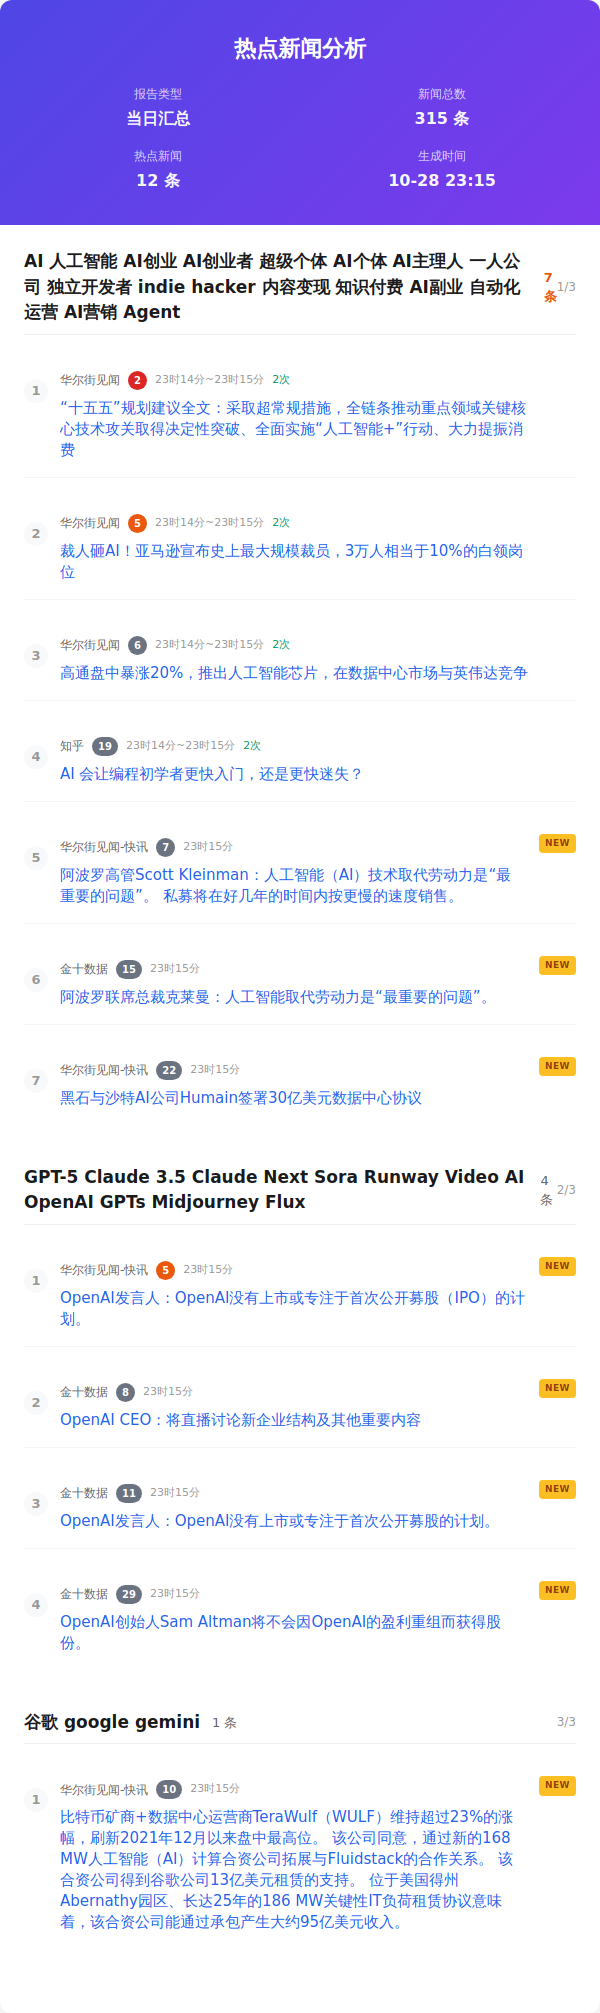 热点新闻分析
报告类型
新闻总数
当日汇总
315 条
热点新闻
生成时间
12 条
10-28 23:15
AI 人工智能 AI创业 AI创业者 超级个体 AI个体 AI主理人 一人公
司 独立开发者 indie hacker 内容变现 知识付费 AI副业 自动化
运营 AI营销 Agent
7
条
1/3
1
华尔街见闻 2 23时14分~23时15分 2次
“十五五”规划建议全文：采取超常规措施，全链条推动重点领域关键核
心技术攻关取得决定性突破、全面实施“人工智能+”行动、大力提振消
费
2
华尔街见闻 5 23时14分~23时15分 2次
裁人砸AI！亚马逊宣布史上最大规模裁员，3万人相当于10%的白领岗
位
3
华尔街见闻 6 23时14分~23时15分 2次
高通盘中暴涨20%，推出人工智能芯片，在数据中心市场与英伟达竞争
4
知乎 19 23时14分~23时15分 2次
AI 会让编程初学者更快入门，还是更快迷失？
5
华尔街见闻-快讯 7 23时15分
NEW
阿波罗高管Scott Kleinman：人工智能（AI）技术取代劳动力是“最
重要的问题”。 私募将在好几年的时间内按更慢的速度销售。
6
金十数据 15 23时15分
NEW
阿波罗联席总裁克莱曼：人工智能取代劳动力是“最重要的问题”。
7
华尔街见闻-快讯 22 23时15分
NEW
黑石与沙特AI公司Humain签署30亿美元数据中心协议
GPT-5 Claude 3.5 Claude Next Sora Runway Video AI
OpenAI GPTs Midjourney Flux
4
条
2/3
1
华尔街见闻-快讯 5 23时15分
NEW
OpenAI发言人：OpenAI没有上市或专注于首次公开募股（IPO）的计
划。
2
金十数据 8 23时15分
NEW
OpenAI CEO：将直播讨论新企业结构及其他重要内容
3
金十数据 11 23时15分
NEW
OpenAI发言人：OpenAI没有上市或专注于首次公开募股的计划。
4
金十数据 29 23时15分
NEW
OpenAI创始人Sam Altman将不会因OpenAI的盈利重组而获得股
份。
谷歌 google gemini 1 条
3/3
1
华尔街见闻-快讯 10 23时15分
NEW
比特币矿商+数据中心运营商TeraWulf（WULF）维持超过23%的涨
幅，刷新2021年12月以来盘中最高位。 该公司同意，通过新的168
MW人工智能（AI）计算合资公司拓展与Fluidstack的合作关系。 该
合资公司得到谷歌公司13亿美元租赁的支持。 位于美国得州
Abernathy园区、长达25年的186 MW关键性IT负荷租赁协议意味
着，该合资公司能通过承包产生大约95亿美元收入。